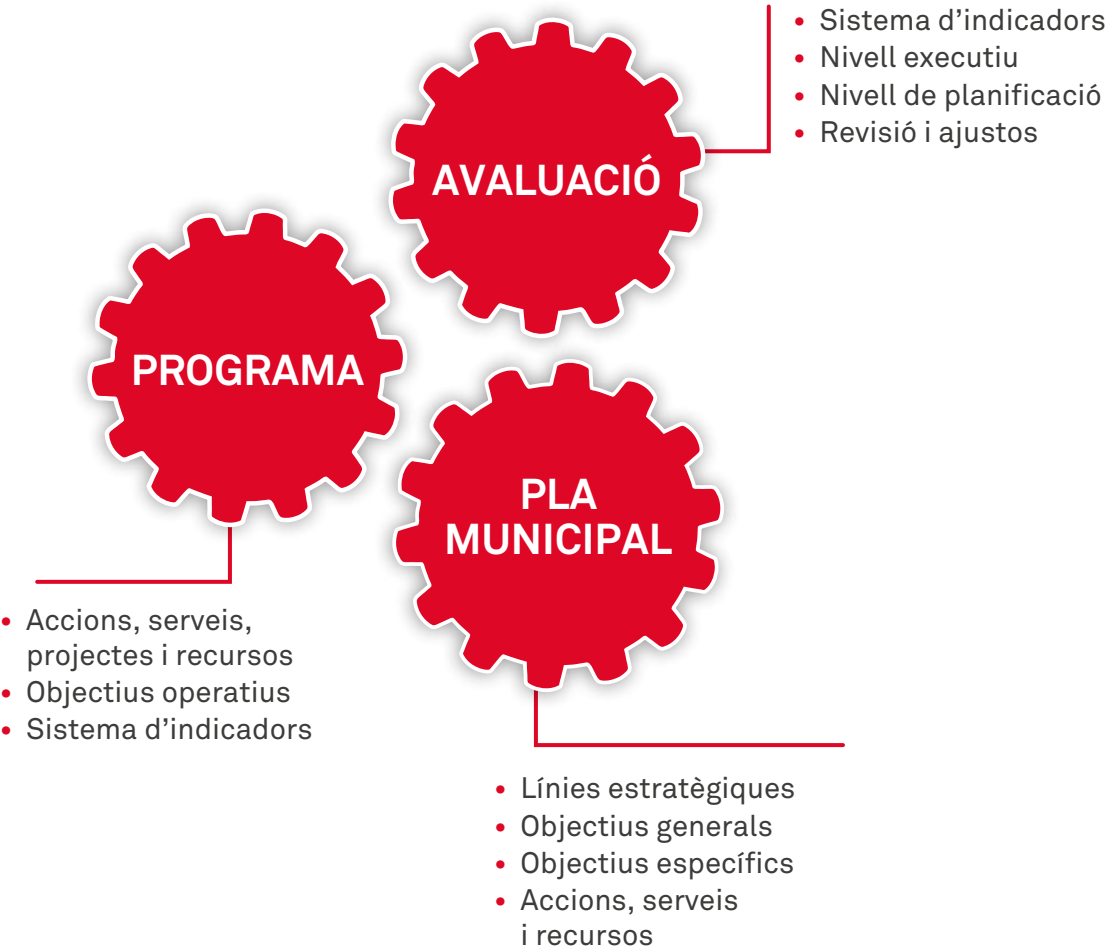 • Sistema d’indicadors
• Nivell executiu
• Nivell de planificació
• Revisió i ajustos
AVALUACIÓ
PROGRAMA
PLA
MUNICIPAL
• Accions, serveis,
projectes i recursos
• Objectius operatius
• Sistema d’indicadors
• Línies estratègiques
• Objectius generals
• Objectius específics
• Accions, serveis
i recursos